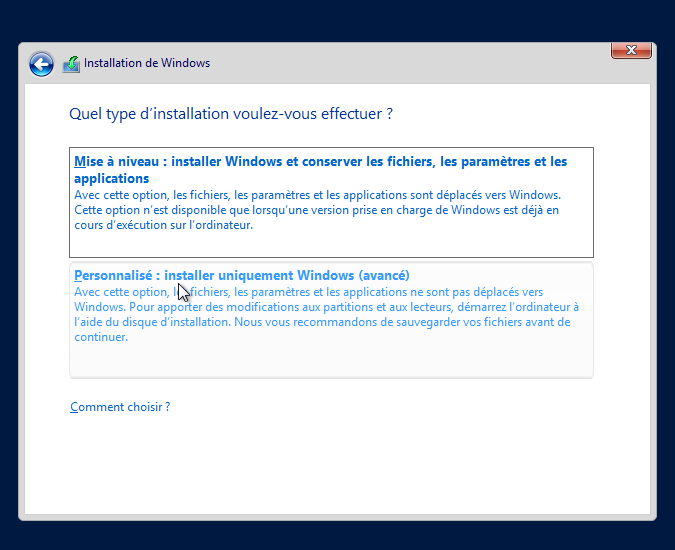 Installation de Windows
Quel type d’installation voulez-vous effectuer ?
Mise à niveau : installer Windows et conserver les fichiers, les paramètres et les
applications
Avec cette option, les fichiers, les paramètres et les applications sont déplacés vers Windows.
Cette option n’est disponible que lorsqu’une version prise en charge de Windows est déjà en
cours d’exécution sur l’ordinateur.
Personnalisé : installer uniquement Windows (avancé)
Avec cette option, les fichiers, les paramètres et les applications ne sont pas déplacés vers
Windows. Pour apporter des modifications aux partitions et aux lecteurs, démarrez l’ordinateur à
l’aide du disque d’installation. Nous vous recommandons de sauvegarder vos fichiers avant de
continuer.
Comment choisir ?